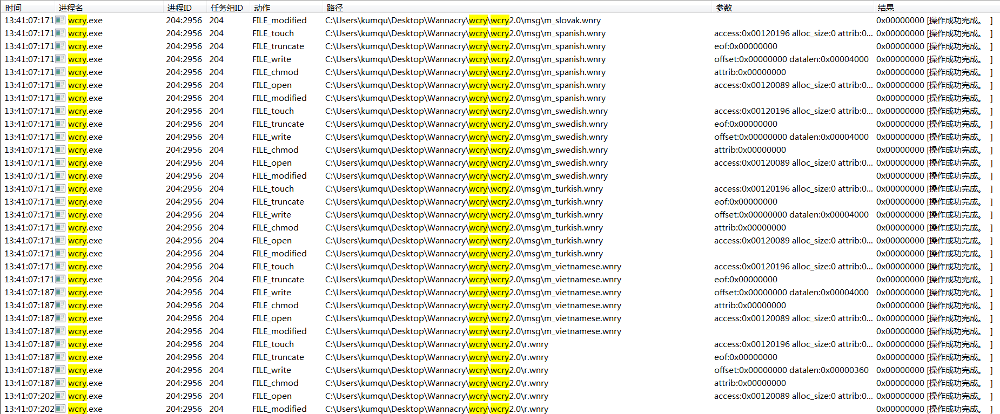 时间 进程名 进程ID 任务组ID 动作 路径 参数 结果
13:41:07:171 wcry.exe 204:2956 204 FILE_modified C:\Users\kumqu\Desktop\Wannacry\wcry\wcry2.0\msg\m_slovak.wnry 0x00000000 [操作成功完成。 ]
13:41:07:171 wcry.exe 204:2956 204 FILE_touch C:\Users\kumqu\Desktop\Wannacry\wcry\wcry2.0\msg\m_spanish.wnry access:0x00120196 alloc_size:0 attrib:0... 0x00000000 [操作成功完成。 ]
13:41:07:171 wcry.exe 204:2956 204 FILE_truncate C:\Users\kumqu\Desktop\Wannacry\wcry\wcry2.0\msg\m_spanish.wnry eof:0x00000000 0x00000000 [操作成功完成。 ]
13:41:07:171 wcry.exe 204:2956 204 FILE_write C:\Users\kumqu\Desktop\Wannacry\wcry\wcry2.0\msg\m_spanish.wnry offset:0x00000000 datalen:0x00004000 0x00000000 [操作成功完成。 ]
13:41:07:171 wcry.exe 204:2956 204 FILE_chmod C:\Users\kumqu\Desktop\Wannacry\wcry\wcry2.0\msg\m_spanish.wnry attrib:0x00000000 0x00000000 [操作成功完成。 ]
13:41:07:171 wcry.exe 204:2956 204 FILE_open C:\Users\kumqu\Desktop\Wannacry\wcry\wcry2.0\msg\m_spanish.wnry access:0x00120089 alloc_size:0 attrib:0... 0x00000000 [操作成功完成。 ]
13:41:07:171 wcry.exe 204:2956 204 FILE_modified C:\Users\kumqu\Desktop\Wannacry\wcry\wcry2.0\msg\m_spanish.wnry 0x00000000 [操作成功完成。 ]
13:41:07:171 wcry.exe 204:2956 204 FILE_touch C:\Users\kumqu\Desktop\Wannacry\wcry\wcry2.0\msg\m_swedish.wnry access:0x00120196 alloc_size:0 attrib:0... 0x00000000 [操作成功完成。 ]
13:41:07:171 wcry.exe 204:2956 204 FILE_truncate C:\Users\kumqu\Desktop\Wannacry\wcry\wcry2.0\msg\m_swedish.wnry eof:0x00000000 0x00000000 [操作成功完成。 ]
13:41:07:171 wcry.exe 204:2956 204 FILE_write C:\Users\kumqu\Desktop\Wannacry\wcry\wcry2.0\msg\m_swedish.wnry offset:0x00000000 datalen:0x00004000 0x00000000 [操作成功完成。 ]
13:41:07:171 wcry.exe 204:2956 204 FILE_chmod C:\Users\kumqu\Desktop\Wannacry\wcry\wcry2.0\msg\m_swedish.wnry attrib:0x00000000 0x00000000 [操作成功完成。 ]
13:41:07:171 wcry.exe 204:2956 204 FILE_open C:\Users\kumqu\Desktop\Wannacry\wcry\wcry2.0\msg\m_swedish.wnry access:0x00120089 alloc_size:0 attrib:0... 0x00000000 [操作成功完成。 ]
13:41:07:171 wcry.exe 204:2956 204 FILE_modified C:\Users\kumqu\Desktop\Wannacry\wcry\wcry2.0\msg\m_swedish.wnry 0x00000000 [操作成功完成。 ]
13:41:07:171 wcry.exe 204:2956 204 FILE_touch C:\Users\kumqu\Desktop\Wannacry\wcry\wcry2.0\msg\m_turkish.wnry access:0x00120196 alloc_size:0 attrib:0... 0x00000000 [操作成功完成。 ]
13:41:07:171 wcry.exe 204:2956 204 FILE_truncate C:\Users\kumqu\Desktop\Wannacry\wcry\wcry2.0\msg\m_turkish.wnry eof:0x00000000 0x00000000 [操作成功完成。 ]
13:41:07:171 wcry.exe 204:2956 204 FILE_write C:\Users\kumqu\Desktop\Wannacry\wcry\wcry2.0\msg\m_turkish.wnry offset:0x00000000 datalen:0x00004000 0x00000000 [操作成功完成。 ]
13:41:07:171 wcry.exe 204:2956 204 FILE_chmod C:\Users\kumqu\Desktop\Wannacry\wcry\wcry2.0\msg\m_turkish.wnry attrib:0x00000000 0x00000000 [操作成功完成。 ]
13:41:07:171 wcry.exe 204:2956 204 FILE_open C:\Users\kumqu\Desktop\Wannacry\wcry\wcry2.0\msg\m_turkish.wnry access:0x00120089 alloc_size:0 attrib:0... 0x00000000 [操作成功完成。 ]
13:41:07:171 wcry.exe 204:2956 204 FILE_modified C:\Users\kumqu\Desktop\Wannacry\wcry\wcry2.0\msg\m_turkish.wnry 0x00000000 [操作成功完成。 ]
13:41:07:171 wcry.exe 204:2956 204 FILE_touch C:\Users\kumqu\Desktop\Wannacry\wcry\wcry2.0\msg\m_vietnamese.wnry access:0x00120196 alloc_size:0 attrib:0... 0x00000000 [操作成功完成。 ]
13:41:07:171 wcry.exe 204:2956 204 FILE_truncate C:\Users\kumqu\Desktop\Wannacry\wcry\wcry2.0\msg\m_vietnamese.wnry eof:0x00000000 0x00000000 [操作成功完成。 ]
13:41:07:187 wcry.exe 204:2956 204 FILE_write C:\Users\kumqu\Desktop\Wannacry\wcry\wcry2.0\msg\m_vietnamese.wnry offset:0x00000000 datalen:0x00004000 0x00000000 [操作成功完成。 ]
13:41:07:187 wcry.exe 204:2956 204 FILE_chmod C:\Users\kumqu\Desktop\Wannacry\wcry\wcry2.0\msg\m_vietnamese.wnry attrib:0x00000000 0x00000000 [操作成功完成。 ]
13:41:07:187 wcry.exe 204:2956 204 FILE_open C:\Users\kumqu\Desktop\Wannacry\wcry\wcry2.0\msg\m_vietnamese.wnry access:0x00120089 alloc_size:0 attrib:0... 0x00000000 [操作成功完成。 ]
13:41:07:187 wcry.exe 204:2956 204 FILE_modified C:\Users\kumqu\Desktop\Wannacry\wcry\wcry2.0\msg\m_vietnamese.wnry 0x00000000 [操作成功完成。 ]
13:41:07:187 wcry.exe 204:2956 204 FILE_touch C:\Users\kumqu\Desktop\Wannacry\wcry\wcry2.0\r.wnry access:0x00120196 alloc_size:0 attrib:0... 0x00000000 [操作成功完成。 ]
13:41:07:187 wcry.exe 204:2956 204 FILE_truncate C:\Users\kumqu\Desktop\Wannacry\wcry\wcry2.0\r.wnry eof:0x00000000 0x00000000 [操作成功完成。 ]
13:41:07:187 wcry.exe 204:2956 204 FILE_write C:\Users\kumqu\Desktop\Wannacry\wcry\wcry2.0\r.wnry offset:0x00000000 datalen:0x00000360 0x00000000 [操作成功完成。 ]
13:41:07:187 wcry.exe 204:2956 204 FILE_chmod C:\Users\kumqu\Desktop\Wannacry\wcry\wcry2.0\r.wnry attrib:0x00000000 0x00000000 [操作成功完成。 ]
13:41:07:202 wcry.exe 204:2956 204 FILE_open C:\Users\kumqu\Desktop\Wannacry\wcry\wcry2.0\r.wnry access:0x00120089 alloc_size:0 attrib:0... 0x00000000 [操作成功完成。 ]
13:41:07:202 wcry.exe 204:2956 204 FILE_modified C:\Users\kumqu\Desktop\Wannacry\wcry\wcry2.0\r.wnry 0x00000000 [操作成功完成。 ]